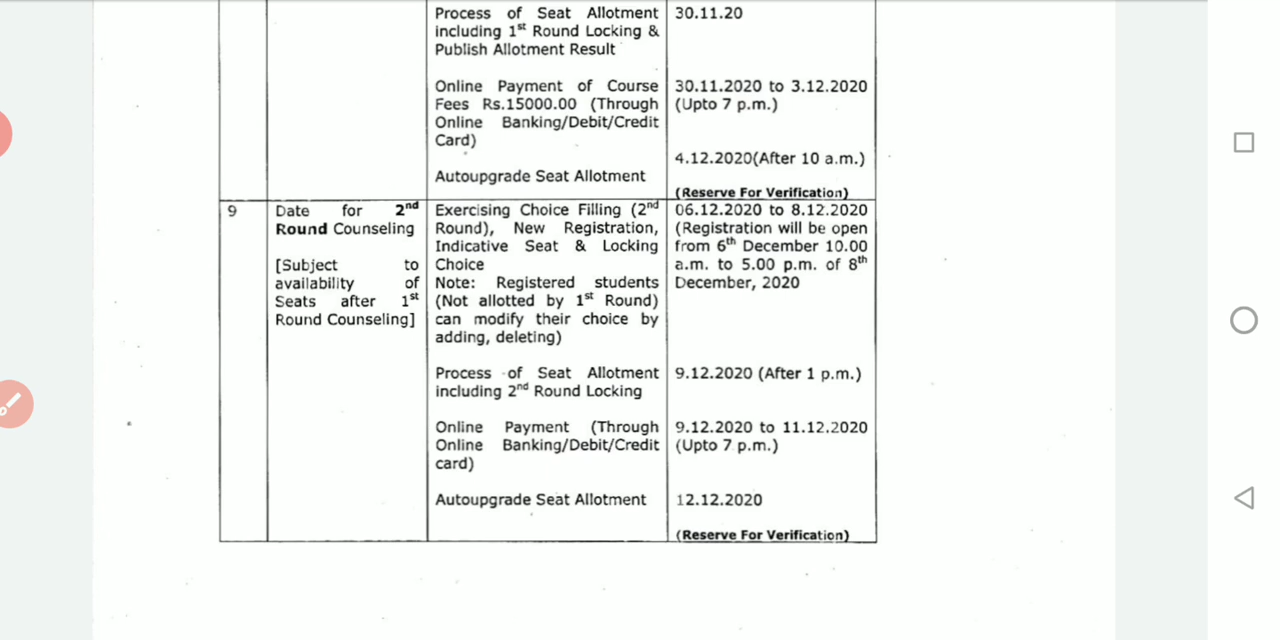 Process of Seat Allotment
including 1st Round Locking &
Publish Allotment Result
30.11.20
Online Payment of Course
Fees Rs.15000.00 (Through
Online Banking/Debit/Credit
Card)
30.11.2020 to 3.12.2020
(Upto 7 p.m.)
Autoupgrade Seat Allotment
4.12.2020(After 10 a.m.)
(Reserve For Verification)
9
Date for 2nd
Round Counseling
[Subject to
availability of
Seats after 1st
Round Counseling]
Exercising Choice Filling (2nd
Round), New Registration,
Indicative Seat & Locking
Choice
Note: Registered students
(Not allotted by 1st Round)
can modify their choice by
adding, deleting)
06.12.2020 to 8.12.2020
(Registration will be open
from 6th December 10.00
a.m. to 5.00 p.m. of 8th
December, 2020
Process of Seat Allotment
including 2nd Round Locking
9.12.2020 (After 1 p.m.)
Online Payment (Through
Online Banking/Debit/Credit
card)
9.12.2020 to 11.12.2020
(Upto 7 p.m.)
Autoupgrade Seat Allotment
12.12.2020
(Reserve For Verification)